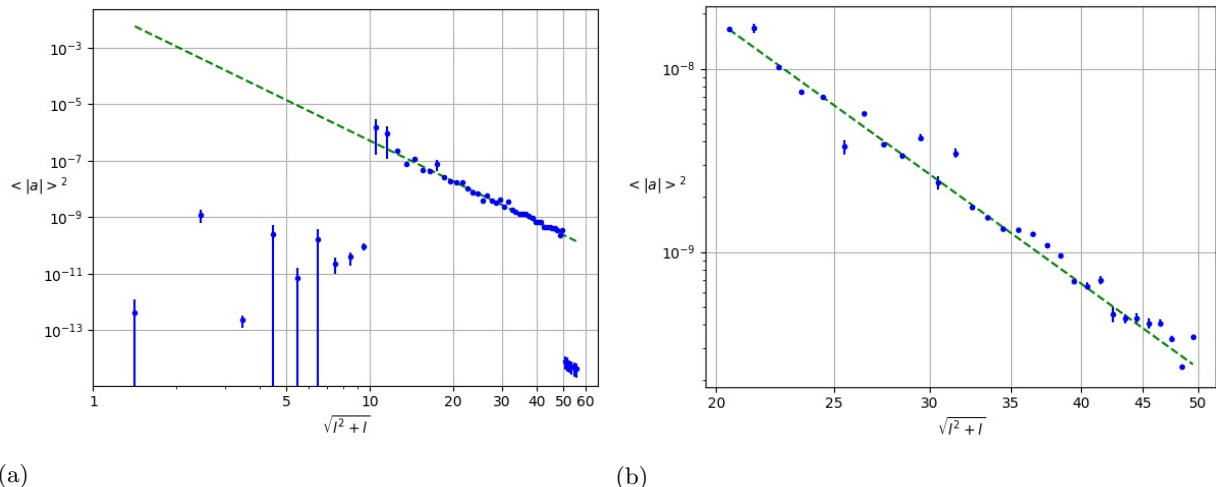 10⁻³
10⁻⁵
10⁻⁷
< |a| > ²
10⁻⁹
10⁻¹¹
10⁻¹³
1 5 10 20 30 40 50 60
√l² + l
10⁻⁸
< |a| > ²
10⁻⁹
20 25 30 35 40 45 50
√l² + l
(a)
(b)